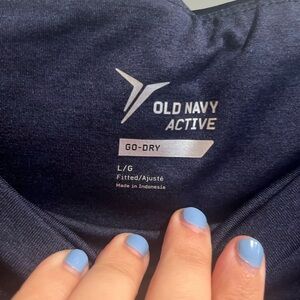 OLD NAVY
ACTIVE
GO-DRY
L/G
Fitted/Ajusté
Made in Indonesia